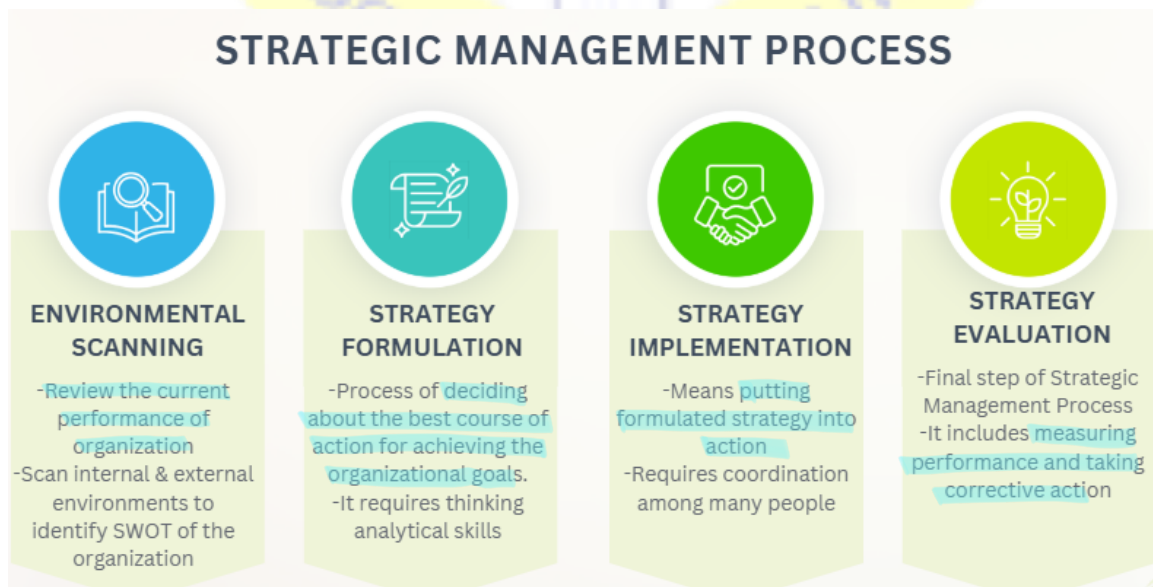 STRATEGIC MANAGEMENT PROCESS
ENVIRONMENTAL
SCANNING
-Review the current
performance of
organization
-Scan internal & external
environments to
identify SWOT of the
organization
STRATEGY
FORMULATION
-Process of deciding
about the best course of
action for achieving the
organizational goals.
-It requires thinking
analytical skills
STRATEGY
IMPLEMENTATION
-Means putting
formulated strategy into
action
-Requires coordination
among many people
STRATEGY
EVALUATION
-Final step of Strategic
Management Process
-It includes measuring
performance and taking
corrective action